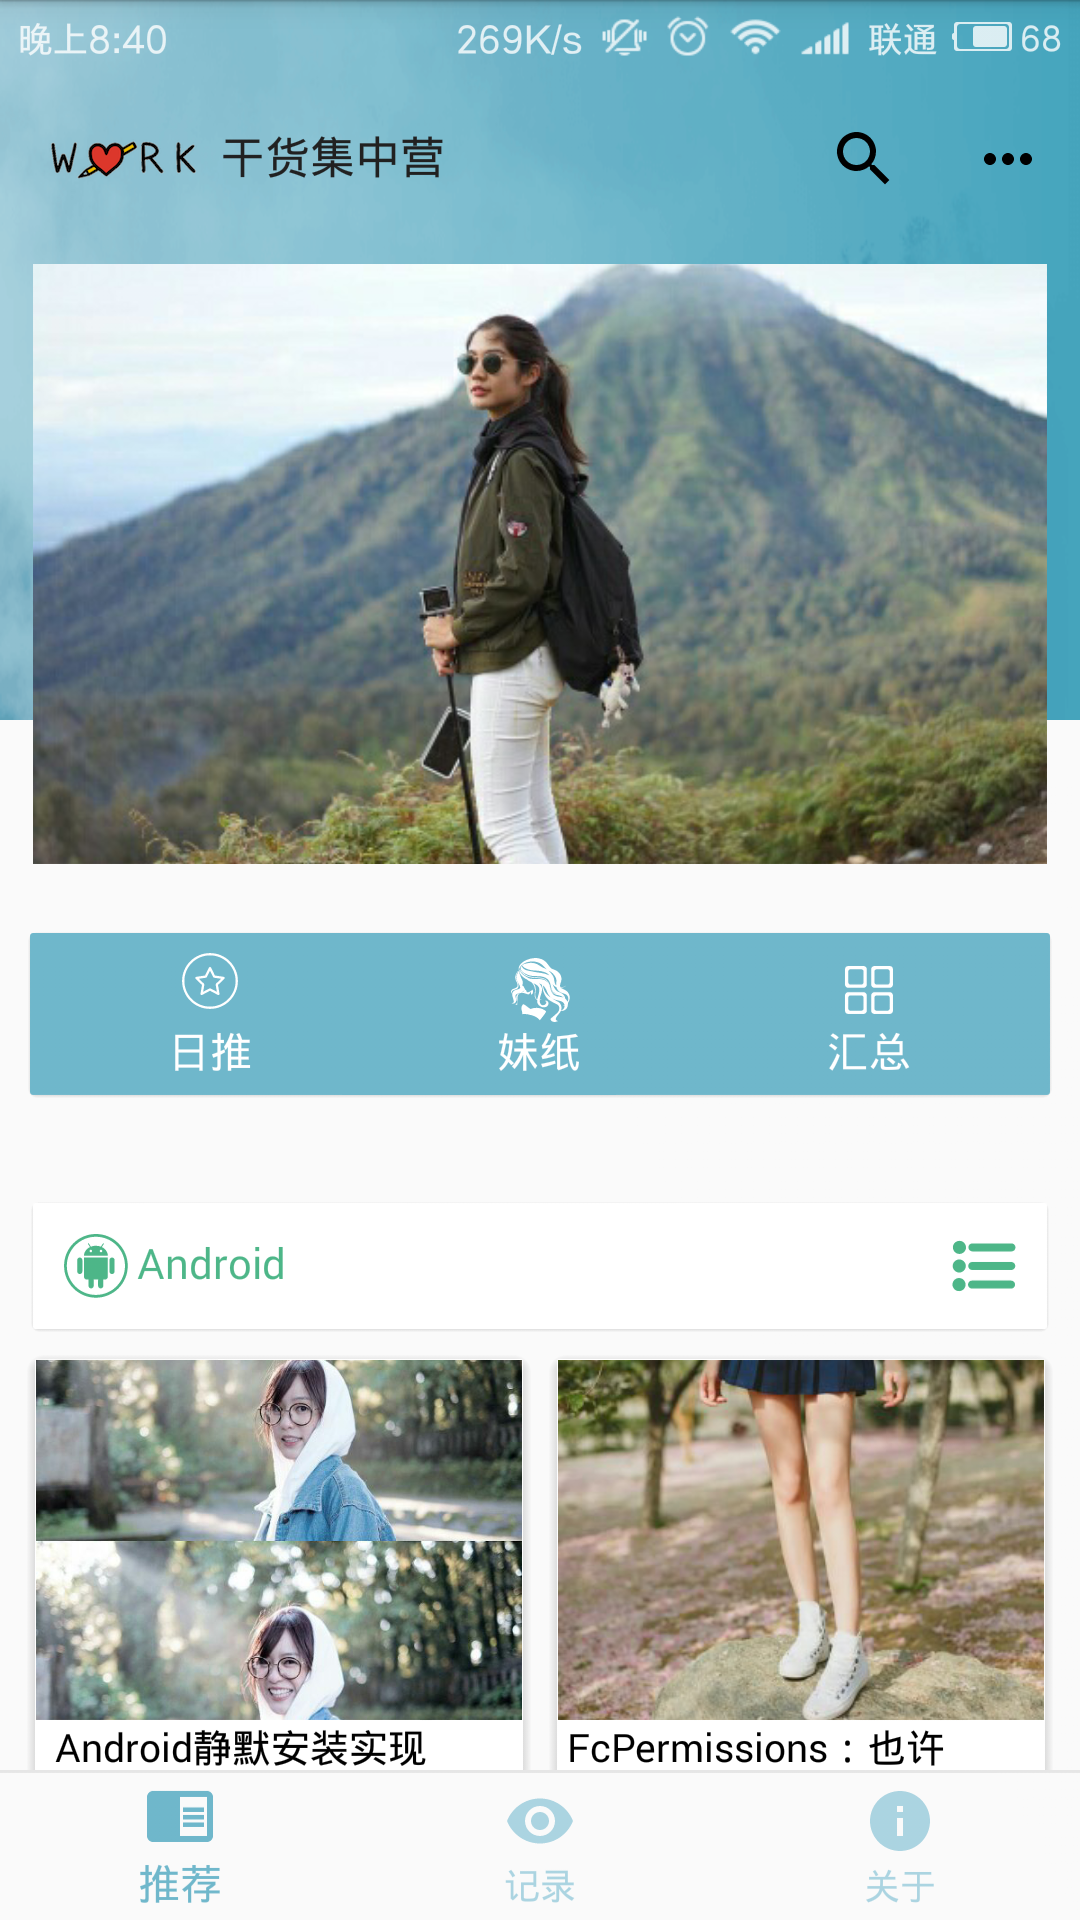 晚上8:40 269K/s 联通 68
W RK 干货集中营
日推 妹纸 汇总
Android
Android静默安装实现
FcPermissions：也许
推荐 记录 关于